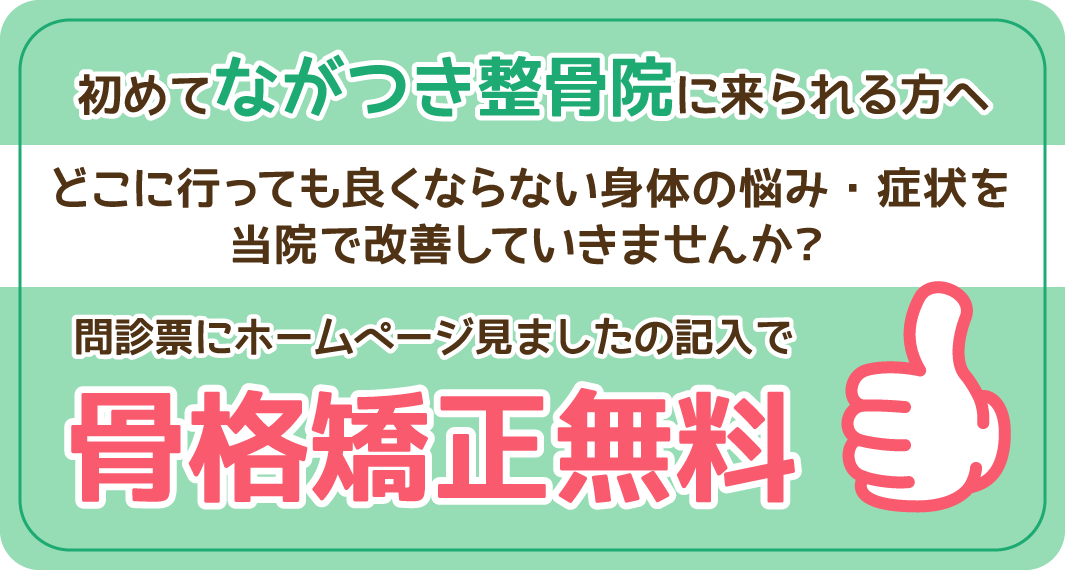 初めてながつき整骨院に来られる方へ
どこに行っても良くならない身体の悩み・症状を
当院で改善していきませんか?
問診票にホームページ見ましたの記入で
骨格矯正無料